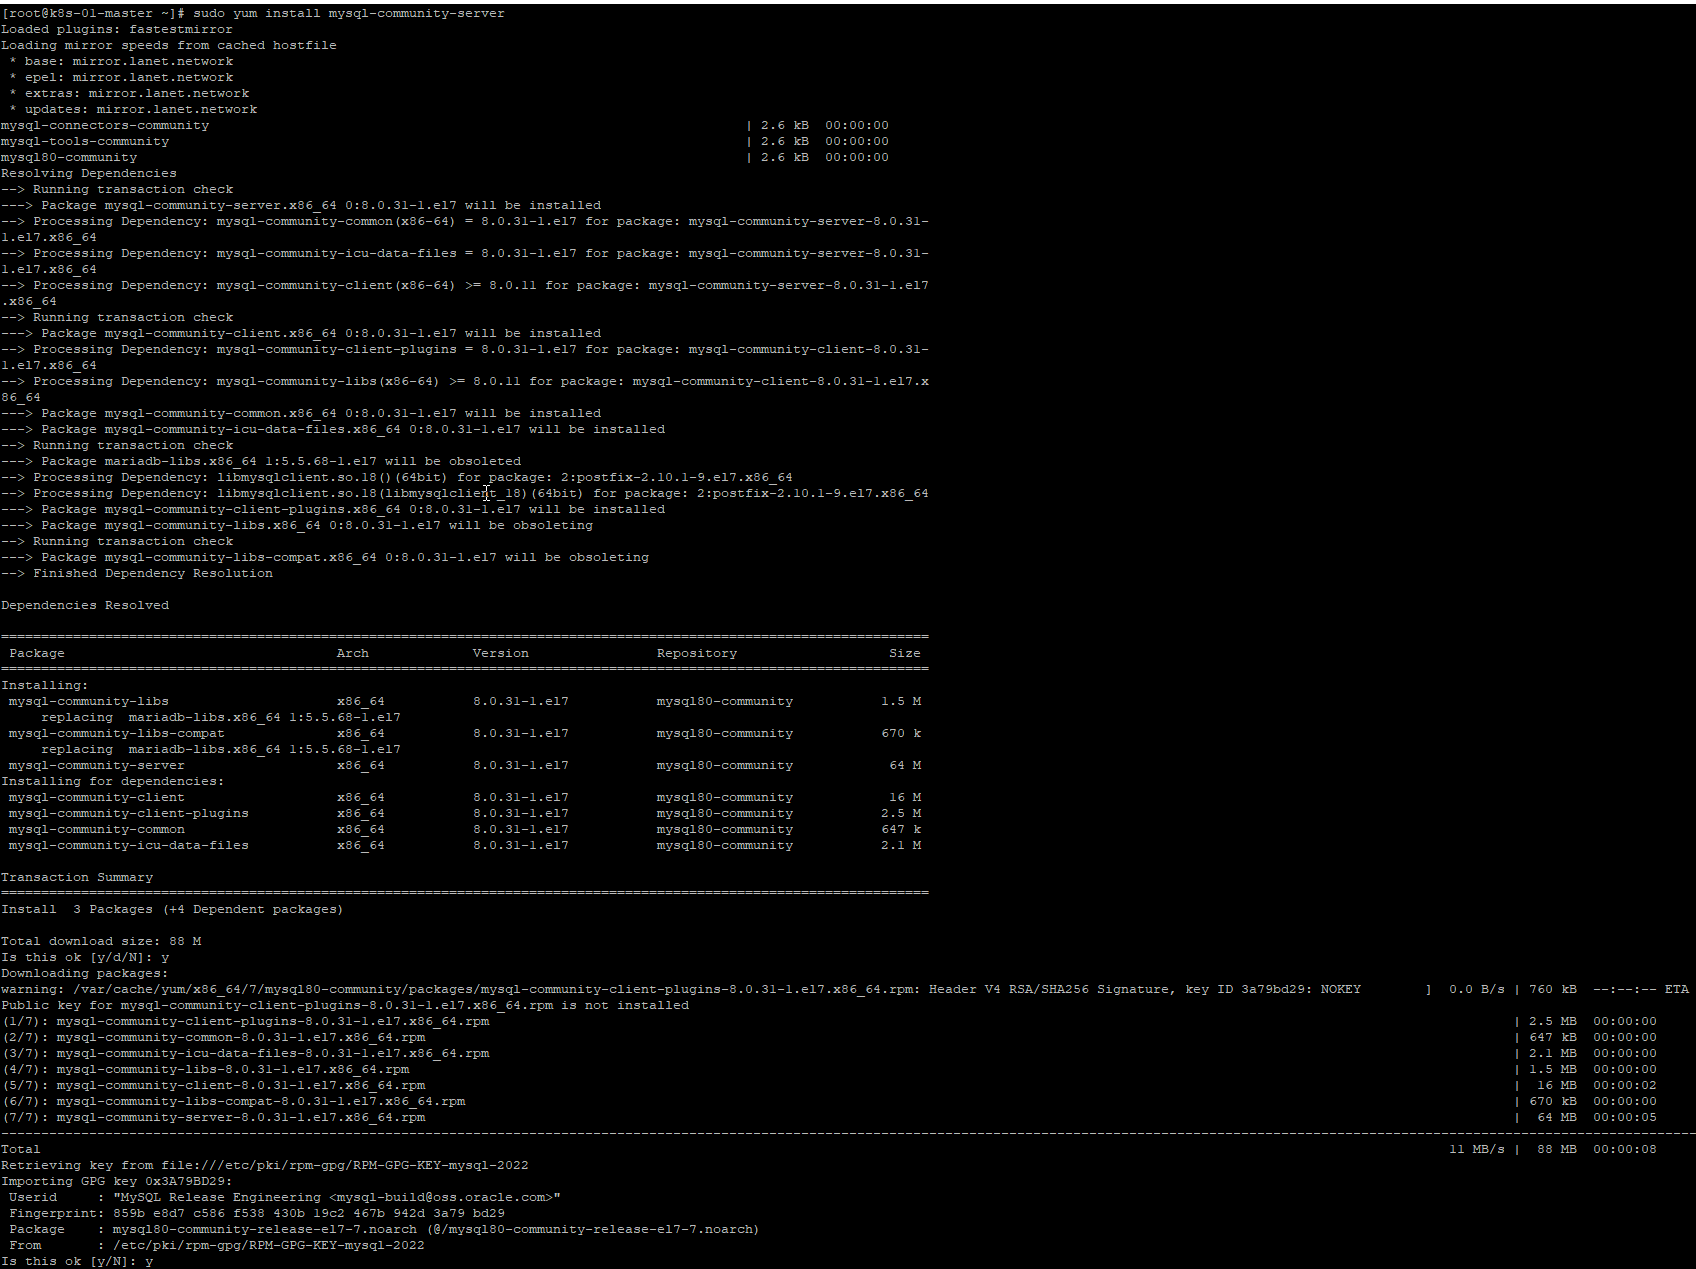 [root@k8s-01-master ~]# sudo yum install mysql-community-server
Loaded plugins: fastestmirror
Loading mirror speeds from cached hostfile
 * base: mirror.lanet.network
 * epel: mirror.lanet.network
 * extras: mirror.lanet.network
 * updates: mirror.lanet.network
mysql-connectors-community | 2.6 kB 00:00:00
mysql-tools-community | 2.6 kB 00:00:00
mysql80-community | 2.6 kB 00:00:00
Resolving Dependencies
--> Running transaction check
---> Package mysql-community-server.x86_64 0:8.0.31-1.el7 will be installed
--> Processing Dependency: mysql-community-common(x86-64) = 8.0.31-1.el7 for package: mysql-community-server-8.0.31-
1.el7.x86_64
--> Processing Dependency: mysql-community-icu-data-files = 8.0.31-1.el7 for package: mysql-community-server-8.0.31-
1.el7.x86_64
--> Processing Dependency: mysql-community-client(x86-64) >= 8.0.11 for package: mysql-community-server-8.0.31-1.el7
.x86_64
--> Running transaction check
---> Package mysql-community-client.x86_64 0:8.0.31-1.el7 will be installed
--> Processing Dependency: mysql-community-client-plugins = 8.0.31-1.el7 for package: mysql-community-client-8.0.31-
1.el7.x86_64
--> Processing Dependency: mysql-community-libs(x86-64) >= 8.0.11 for package: mysql-community-client-8.0.31-1.el7.x
86_64
---> Package mysql-community-common.x86_64 0:8.0.31-1.el7 will be installed
---> Package mysql-community-icu-data-files.x86_64 0:8.0.31-1.el7 will be installed
--> Running transaction check
---> Package mariadb-libs.x86_64 1:5.5.68-1.el7 will be obsoleted
--> Processing Dependency: libmysqlclient.so.18()(64bit) for package: 2:postfix-2.10.1-9.el7.x86_64
--> Processing Dependency: libmysqlclient.so.18(libmysqlclient_18)(64bit) for package: 2:postfix-2.10.1-9.el7.x86_64
---> Package mysql-community-client-plugins.x86_64 0:8.0.31-1.el7 will be installed
---> Package mysql-community-libs.x86_64 0:8.0.31-1.el7 will be obsoleting
--> Running transaction check
---> Package mysql-community-libs-compat.x86_64 0:8.0.31-1.el7 will be obsoleting
--> Finished Dependency Resolution

Dependencies Resolved

====================================================================================================================
 Package Arch Version Repository Size
====================================================================================================================
Installing:
 mysql-community-libs x86_64 8.0.31-1.el7 mysql80-community 1.5 M
     replacing  mariadb-libs.x86_64 1:5.5.68-1.el7
 mysql-community-libs-compat x86_64 8.0.31-1.el7 mysql80-community 670 k
     replacing  mariadb-libs.x86_64 1:5.5.68-1.el7
 mysql-community-server x86_64 8.0.31-1.el7 mysql80-community 64 M
Installing for dependencies:
 mysql-community-client x86_64 8.0.31-1.el7 mysql80-community 16 M
 mysql-community-client-plugins x86_64 8.0.31-1.el7 mysql80-community 2.5 M
 mysql-community-common x86_64 8.0.31-1.el7 mysql80-community 647 k
 mysql-community-icu-data-files x86_64 8.0.31-1.el7 mysql80-community 2.1 M

Transaction Summary
====================================================================================================================
Install  3 Packages (+4 Dependent packages)

Total download size: 88 M
Is this ok [y/d/N]: y
Downloading packages:
warning: /var/cache/yum/x86_64/7/mysql80-community/packages/mysql-community-client-plugins-8.0.31-1.el7.x86_64.rpm: Header V4 RSA/SHA256 Signature, key ID 3a79bd29: NOKEY ] 0.0 B/s | 760 kB --:--:-- ETA
Public key for mysql-community-client-plugins-8.0.31-1.el7.x86_64.rpm is not installed
(1/7): mysql-community-client-plugins-8.0.31-1.el7.x86_64.rpm | 2.5 MB 00:00:00
(2/7): mysql-community-common-8.0.31-1.el7.x86_64.rpm | 647 kB 00:00:00
(3/7): mysql-community-icu-data-files-8.0.31-1.el7.x86_64.rpm | 2.1 MB 00:00:00
(4/7): mysql-community-libs-8.0.31-1.el7.x86_64.rpm | 1.5 MB 00:00:00
(5/7): mysql-community-client-8.0.31-1.el7.x86_64.rpm | 16 MB 00:00:02
(6/7): mysql-community-libs-compat-8.0.31-1.el7.x86_64.rpm | 670 kB 00:00:00
(7/7): mysql-community-server-8.0.31-1.el7.x86_64.rpm | 64 MB 00:00:05
--------------------------------------------------------------------------------
Total 11 MB/s | 88 MB 00:00:08
Retrieving key from file:///etc/pki/rpm-gpg/RPM-GPG-KEY-mysql-2022
Importing GPG key 0x3A79BD29:
 Userid     : "MySQL Release Engineering <mysql-build@oss.oracle.com>"
 Fingerprint: 859b e8d7 c586 f538 430b 19c2 467b 942d 3a79 bd29
 Package    : mysql80-community-release-el7-7.noarch (@/mysql80-community-release-el7-7.noarch)
 From       : /etc/pki/rpm-gpg/RPM-GPG-KEY-mysql-2022
Is this ok [y/N]: y